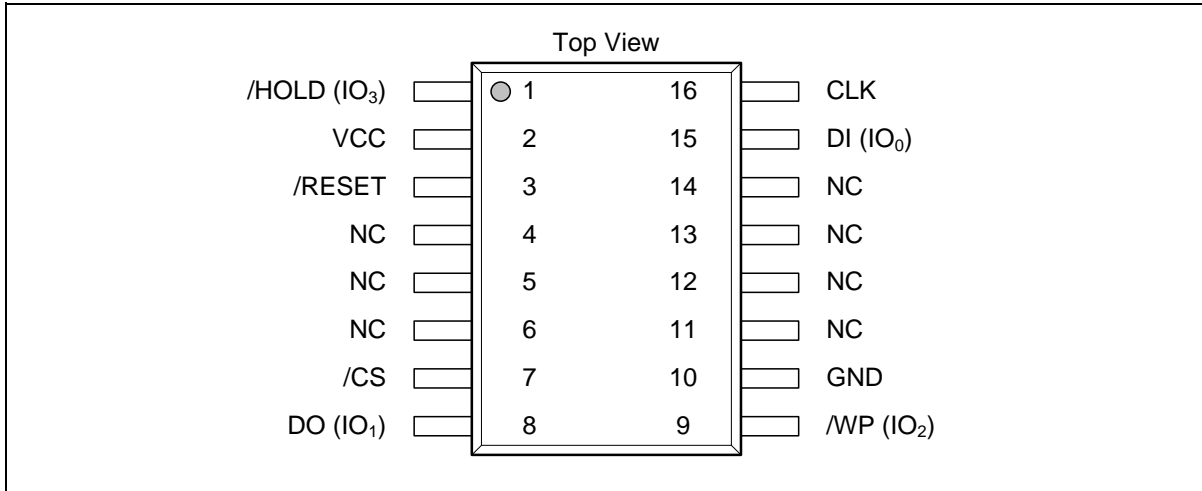 Top View
/HOLD (IO₃) 1 16 CLK
VCC 2 15 DI (IO₀)
/RESET 3 14 NC
NC 4 13 NC
NC 5 12 NC
NC 6 11 NC
/CS 7 10 GND
DO (IO₁) 8 9 /WP (IO₂)